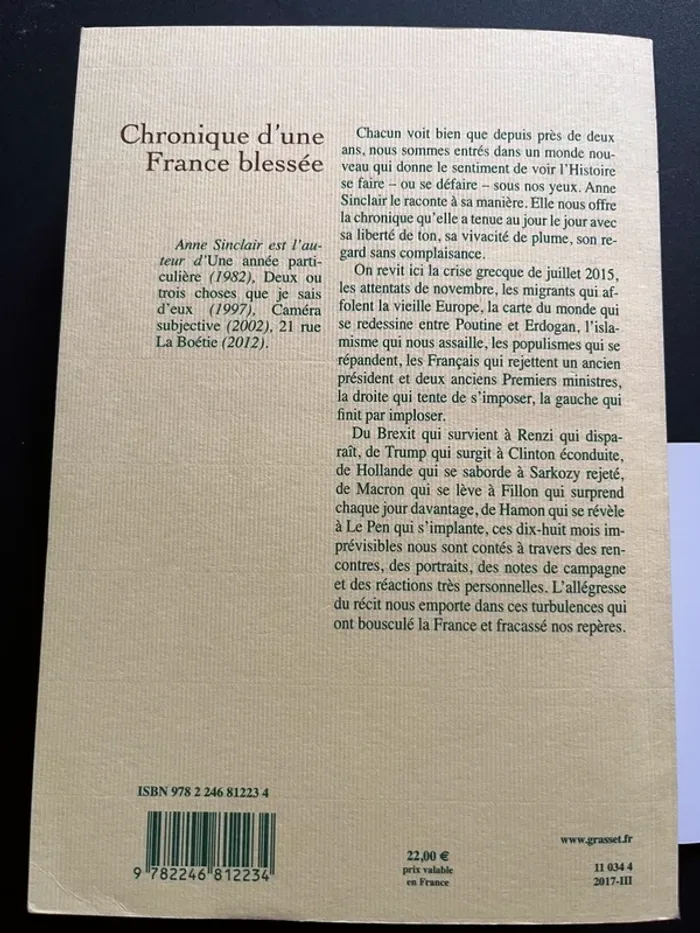 Chronique d'une
France blessée
Anne Sinclair est l'au-
teur d'Une année parti-
culière (1982), Deux ou
trois choses que je sais
d'eux (1997), Caméra
subjective (2002), 21 rue
La Boétie (2012).
Chacun voit bien que depuis près de deux
ans, nous sommes entrés dans un monde nou-
veau qui donne le sentiment de voir l'Histoire
se faire – ou se défaire – sous nos yeux. Anne
Sinclair le raconte à sa manière. Elle nous offre
la chronique qu'elle a tenue au jour le jour avec
sa liberté de ton, sa vivacité de plume, son re-
gard sans complaisance.
On revit ici la crise grecque de juillet 2015,
les attentats de novembre, les migrants qui af-
folent la vieille Europe, la carte du monde qui
se redessine entre Poutine et Erdogan, l'isla-
misme qui nous assaille, les populismes qui se
répandent, les Français qui rejettent un ancien
président et deux anciens Premiers ministres,
la droite qui tente de s'imposer, la gauche qui
finit par imploser.
Du Brexit qui survient à Renzi qui dispa-
raît, de Trump qui surgit à Clinton éconduite,
de Hollande qui se saborde à Sarkozy rejeté,
de Macron qui se lève à Fillon qui surprend
chaque jour davantage, de Hamon qui se révèle
à Le Pen qui s'implante, ces dix-huit mois im-
prévisibles nous sont contés à travers des ren-
contres, des portraits, des notes de campagne
et des réactions très personnelles. L'allégresse
du récit nous emporte dans ces turbulences qui
ont bousculé la France et fracassé nos repères.
ISBN 978 2 246 81223 4
9 782246 812234
22,00 €
prix valable
en France
www.grasset.fr
11 034 4
2017-III